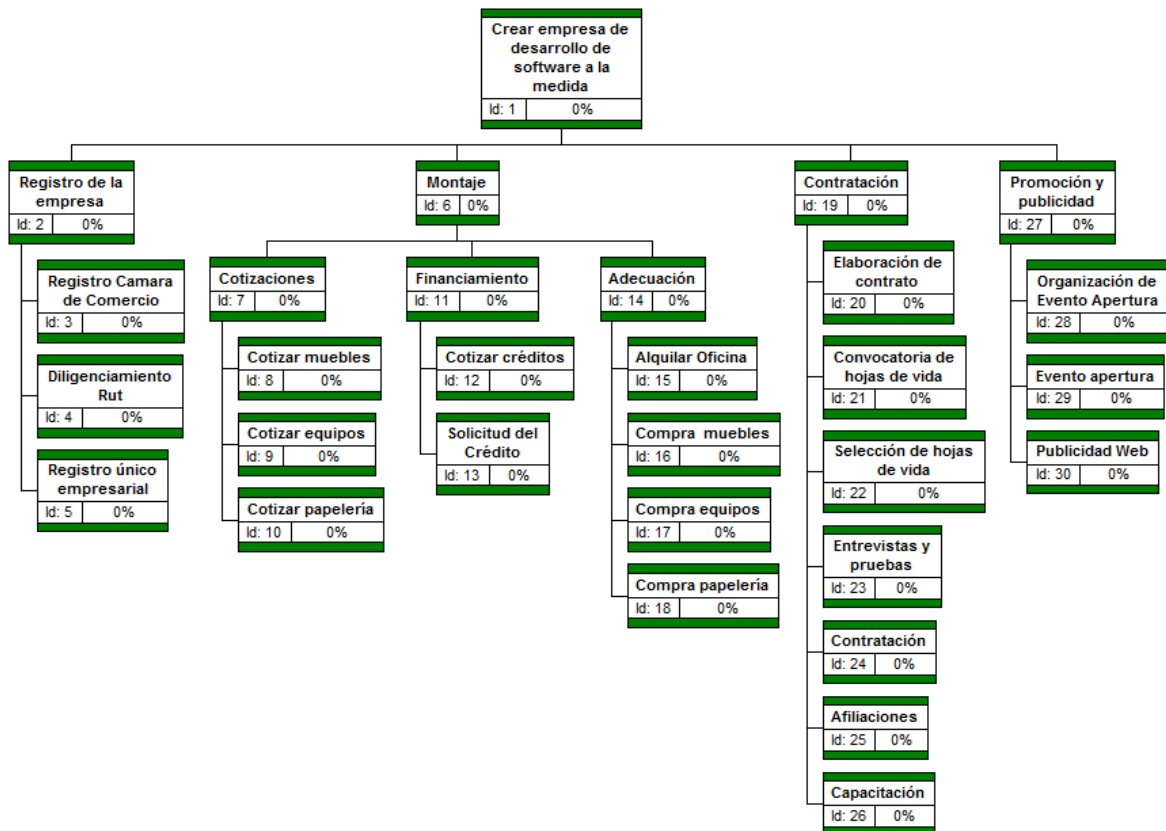 Crear empresa de
desarrollo de
software a la
medida
Id: 1 0%
Registro de la
empresa
Id: 2 0%
Registro Camara
de Comercio
Id: 3 0%
Diligenciamiento
Rut
Id: 4 0%
Registro único
empresarial
Id: 5 0%
Montaje
Id: 6 0%
Cotizaciones
Id: 7 0%
Cotizar muebles
Id: 8 0%
Cotizar equipos
Id: 9 0%
Cotizar papelería
Id: 10 0%
Financiamiento
Id: 11 0%
Cotizar créditos
Id: 12 0%
Solicitud del
Crédito
Id: 13 0%
Adecuación
Id: 14 0%
Alquilar Oficina
Id: 15 0%
Compra muebles
Id: 16 0%
Compra equipos
Id: 17 0%
Compra papelería
Id: 18 0%
Contratación
Id: 19 0%
Elaboración de
contrato
Id: 20 0%
Convocatoria de
hojas de vida
Id: 21 0%
Selección de hojas
de vida
Id: 22 0%
Entrevistas y
pruebas
Id: 23 0%
Contratación
Id: 24 0%
Afiliaciones
Id: 25 0%
Capacitación
Id: 26 0%
Promoción y
publicidad
Id: 27 0%
Organización de
Evento Apertura
Id: 28 0%
Evento apertura
Id: 29 0%
Publicidad Web
Id: 30 0%